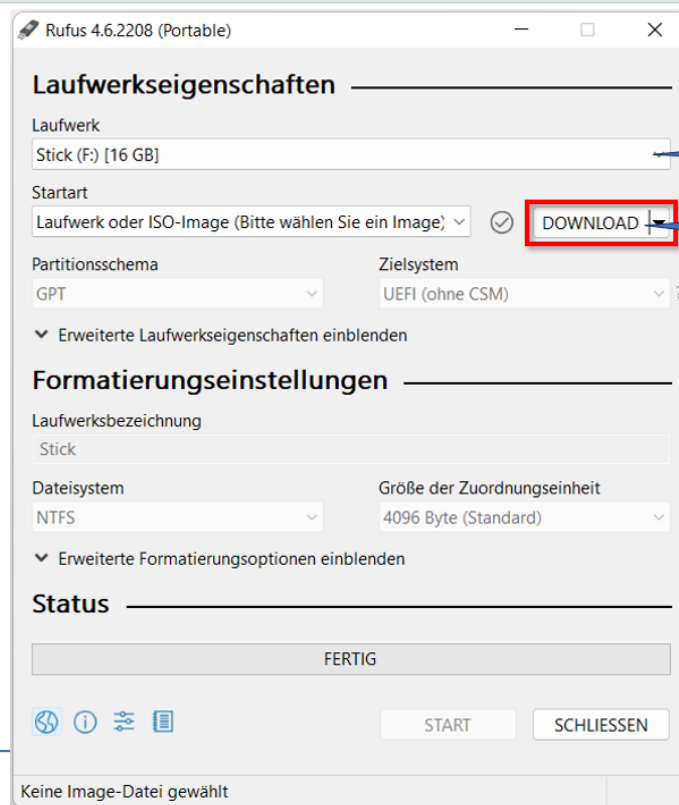 Rufus 4.6.2208 (Portable)
Laufwerkseigenschaften
Laufwerk
Stick (F:) [16 GB]
Startart
Laufwerk oder ISO-Image (Bitte wählen Sie ein Image)
DOWNLOAD
Partitionsschema
Zielsystem
GPT
UEFI (ohne CSM)
?
Erweiterte Laufwerkseigenschaften einblenden
Formatierungseinstellungen
Laufwerksbezeichnung
Stick
Dateisystem
Größe der Zuordnungseinheit
NTFS
4096 Byte (Standard)
Erweiterte Formatierungsoptionen einblenden
Status
FERTIG
START
SCHLIESSEN
Keine Image-Datei gewählt